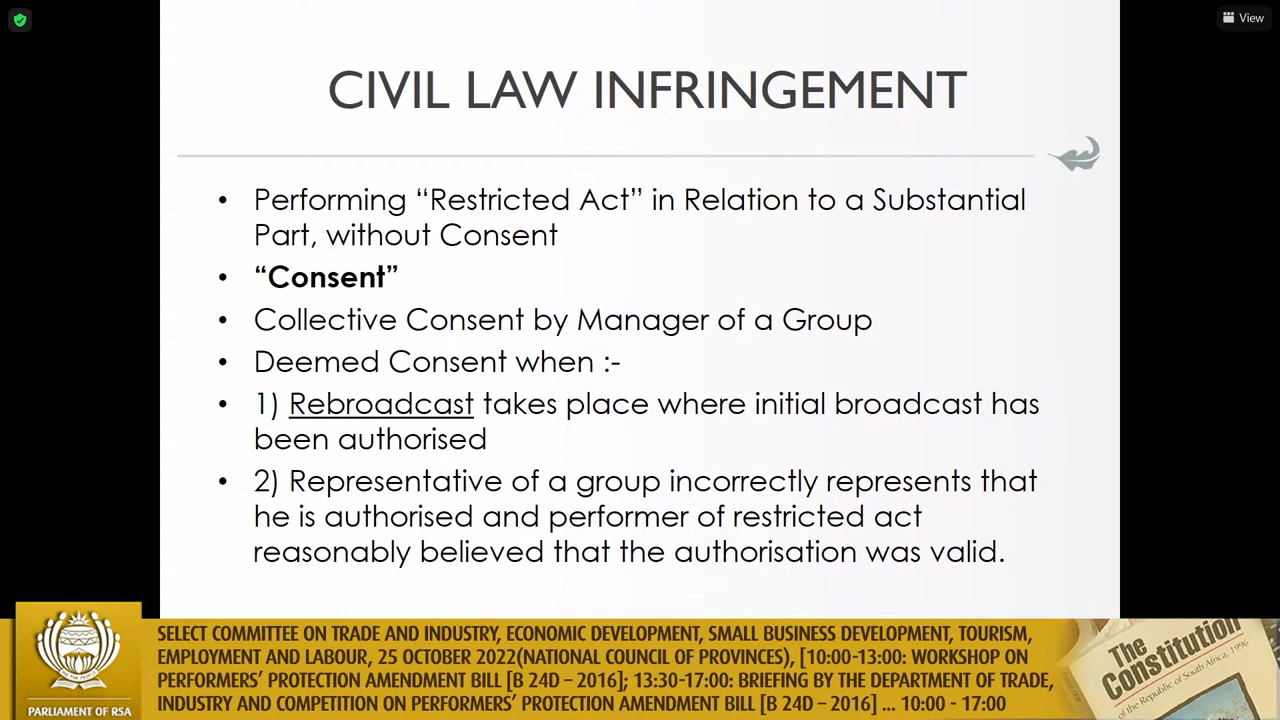 View
CIVIL LAW INFRINGEMENT
• Performing “Restricted Act” in Relation to a Substantial
Part, without Consent
• “Consent”
• Collective Consent by Manager of a Group
• Deemed Consent when :-
• 1) Rebroadcast takes place where initial broadcast has
been authorised
• 2) Representative of a group incorrectly represents that
he is authorised and performer of restricted act
reasonably believed that the authorisation was valid.
SELECT COMMITTEE ON TRADE AND INDUSTRY, ECONOMIC DEVELOPMENT, SMALL BUSINESS DEVELOPMENT, TOURISM,
EMPLOYMENT AND LABOUR, 25 OCTOBER 2022(NATIONAL COUNCIL OF PROVINCES), [10:00-13:00: WORKSHOP ON
PERFORMERS’ PROTECTION AMENDMENT BILL [B 24D – 2016]; 13:30-17:00: BRIEFING BY THE DEPARTMENT OF TRADE,
INDUSTRY AND COMPETITION ON PERFORMERS’ PROTECTION AMENDMENT BILL [B 24D – 2016] ... 10:00 - 17:00
PARLIAMENT OF RSA
The
Constitution
of the Republic of South Africa, 1996